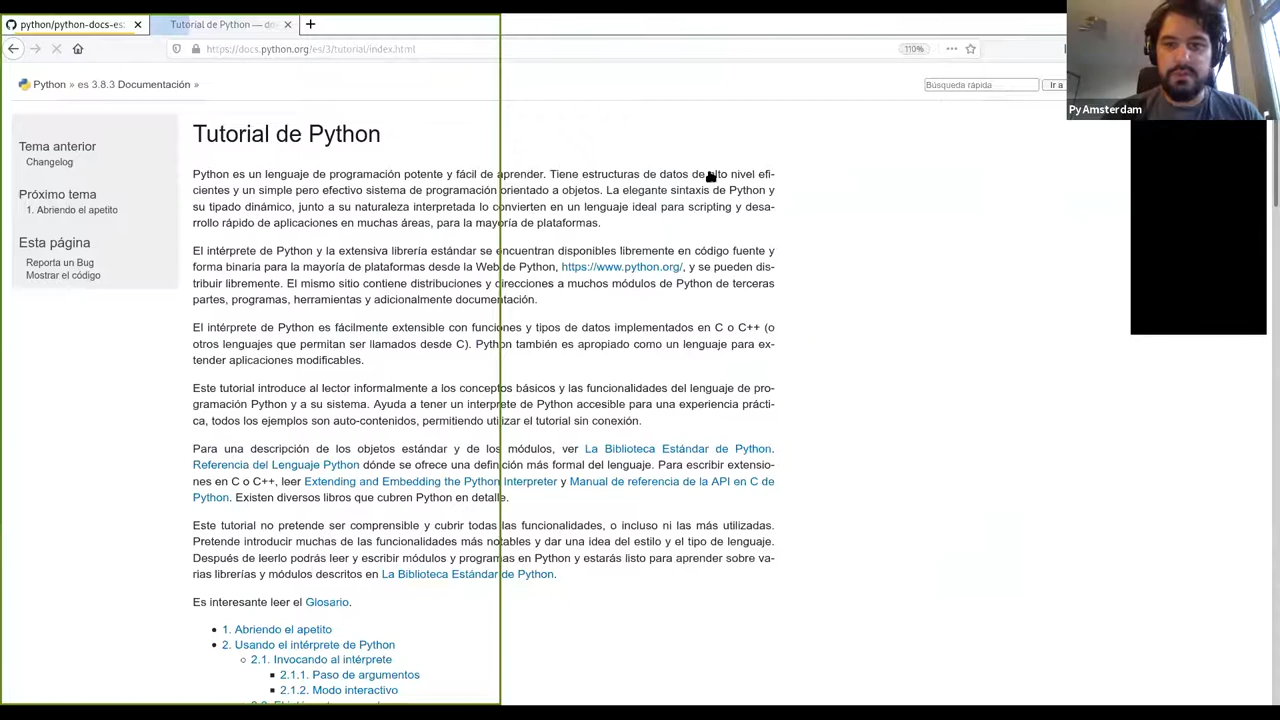 python/python-docs-es:
Tutorial de Python — do
https://docs.python.org/es/3/tutorial/index.html
110%
Python » es 3.8.3 Documentación »
Búsqueda rápida
Ir a
Py Amsterdam
Tema anterior
Changelog
Próximo tema
1. Abriendo el apetito
Esta página
Reporta un Bug
Mostrar el código
Tutorial de Python
Python es un lenguaje de programación potente y fácil de aprender. Tiene estructuras de datos de alto nivel efi-
cientes y un simple pero efectivo sistema de programación orientado a objetos. La elegante sintaxis de Python y
su tipado dinámico, junto a su naturaleza interpretada lo convierten en un lenguaje ideal para scripting y desa-
rrollo rápido de aplicaciones en muchas áreas, para la mayoría de plataformas.
El intérprete de Python y la extensiva librería estándar se encuentran disponibles libremente en código fuente y
forma binaria para la mayoría de plataformas desde la Web de Python, https://www.python.org/, y se pueden dis-
tribuir libremente. El mismo sitio contiene distribuciones y direcciones a muchos módulos de Python de terceras
partes, programas, herramientas y adicionalmente documentación.
El intérprete de Python es fácilmente extensible con funciones y tipos de datos implementados en C o C++ (o
otros lenguajes que permitan ser llamados desde C). Python también es apropiado como un lenguaje para ex-
tender aplicaciones modificables.
Este tutorial introduce al lector informalmente a los conceptos básicos y las funcionalidades del lenguaje de pro-
gramación Python y a su sistema. Ayuda a tener un interprete de Python accesible para una experiencia prácti-
ca, todos los ejemplos son auto-contenidos, permitiendo utilizar el tutorial sin conexión.
Para una descripción de los objetos estándar y de los módulos, ver La Biblioteca Estándar de Python.
Referencia del Lenguaje Python dónde se ofrece una definición más formal del lenguaje. Para escribir extensio-
nes en C o C++, leer Extending and Embedding the Python Interpreter y Manual de referencia de la API en C de
Python. Existen diversos libros que cubren Python en detalle.
Este tutorial no pretende ser comprensible y cubrir todas las funcionalidades, o incluso ni las más utilizadas.
Pretende introducir muchas de las funcionalidades más notables y dar una idea del estilo y el tipo de lenguaje.
Después de leerlo podrás leer y escribir módulos y programas en Python y estarás listo para aprender sobre va-
rias librerías y módulos descritos en La Biblioteca Estándar de Python.
Es interesante leer el Glosario.
1. Abriendo el apetito
2. Usando el intérprete de Python
2.1. Invocando al intérprete
2.1.1. Paso de argumentos
2.1.2. Modo interactivo